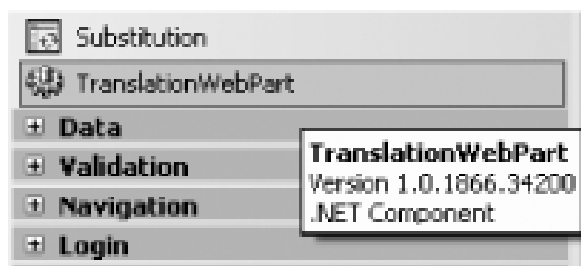 Substitution
TranslationWebPart
Data
Validation
Navigation
Login
TranslationWebPart
Version 1.0.1866.34200
.NET Component